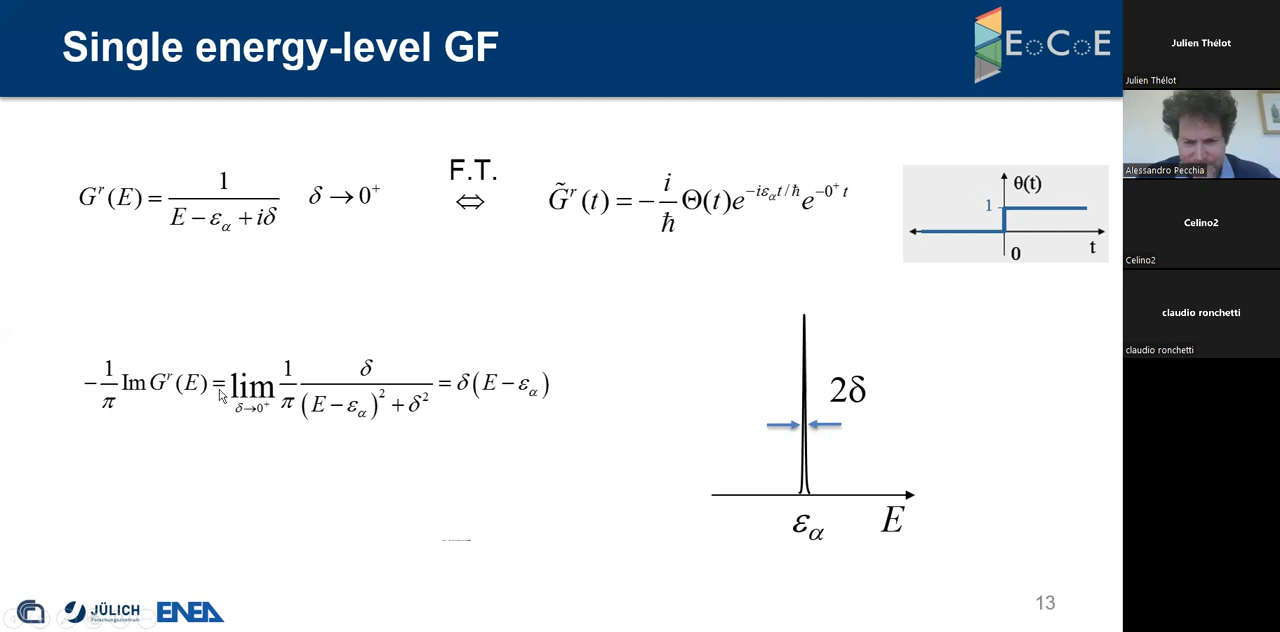 Single energy-level GF
EoCoE
F.T.
G^r(E) = 1 / (E − ε_α + iδ)   δ → 0^+   ⇔   G̃^r(t) = − i/ħ Θ(t) e^{−iε_α t/ħ} e^{−0^+ t}
θ(t)
1
0
t
− 1/π Im G^r(E) = lim_{δ→0^+} 1/π δ / ((E − ε_α)^2 + δ^2) = δ(E − ε_α)
2δ
ε_α
E
JÜLICH
Forschungszentrum
ENEA
13
Julien Thélot
Julien Thélot
Alessandro Pecchia
Celino2
Celino2
claudio ronchetti
claudio ronchetti